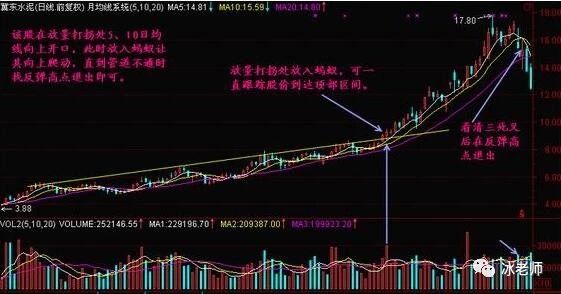 冀东水泥(日线 前复权) 月均线系统(5,10,20) MA5:14.81↓ MA10:15.59↓ MA20:14.80↑
该股在放量打拐处5、10日均
线向上开口，此时放入蚂蚁让
其向上爬动，直到管道不通时
找反弹高点退出即可。
放量打拐处放入蚂蚁，可一
直跟踪股价到达顶部区间。
看清三死叉
后在反弹高
点退出
17.80
3.88
18.00
16.00
14.00
12.00
10.00
8.00
6.00
4.00
VOL2(5,10,20) VOLUME:252146.55↑ MA1:229196.70↑ MA2:209387.00↑ MA3:199923.20↑
冰老师